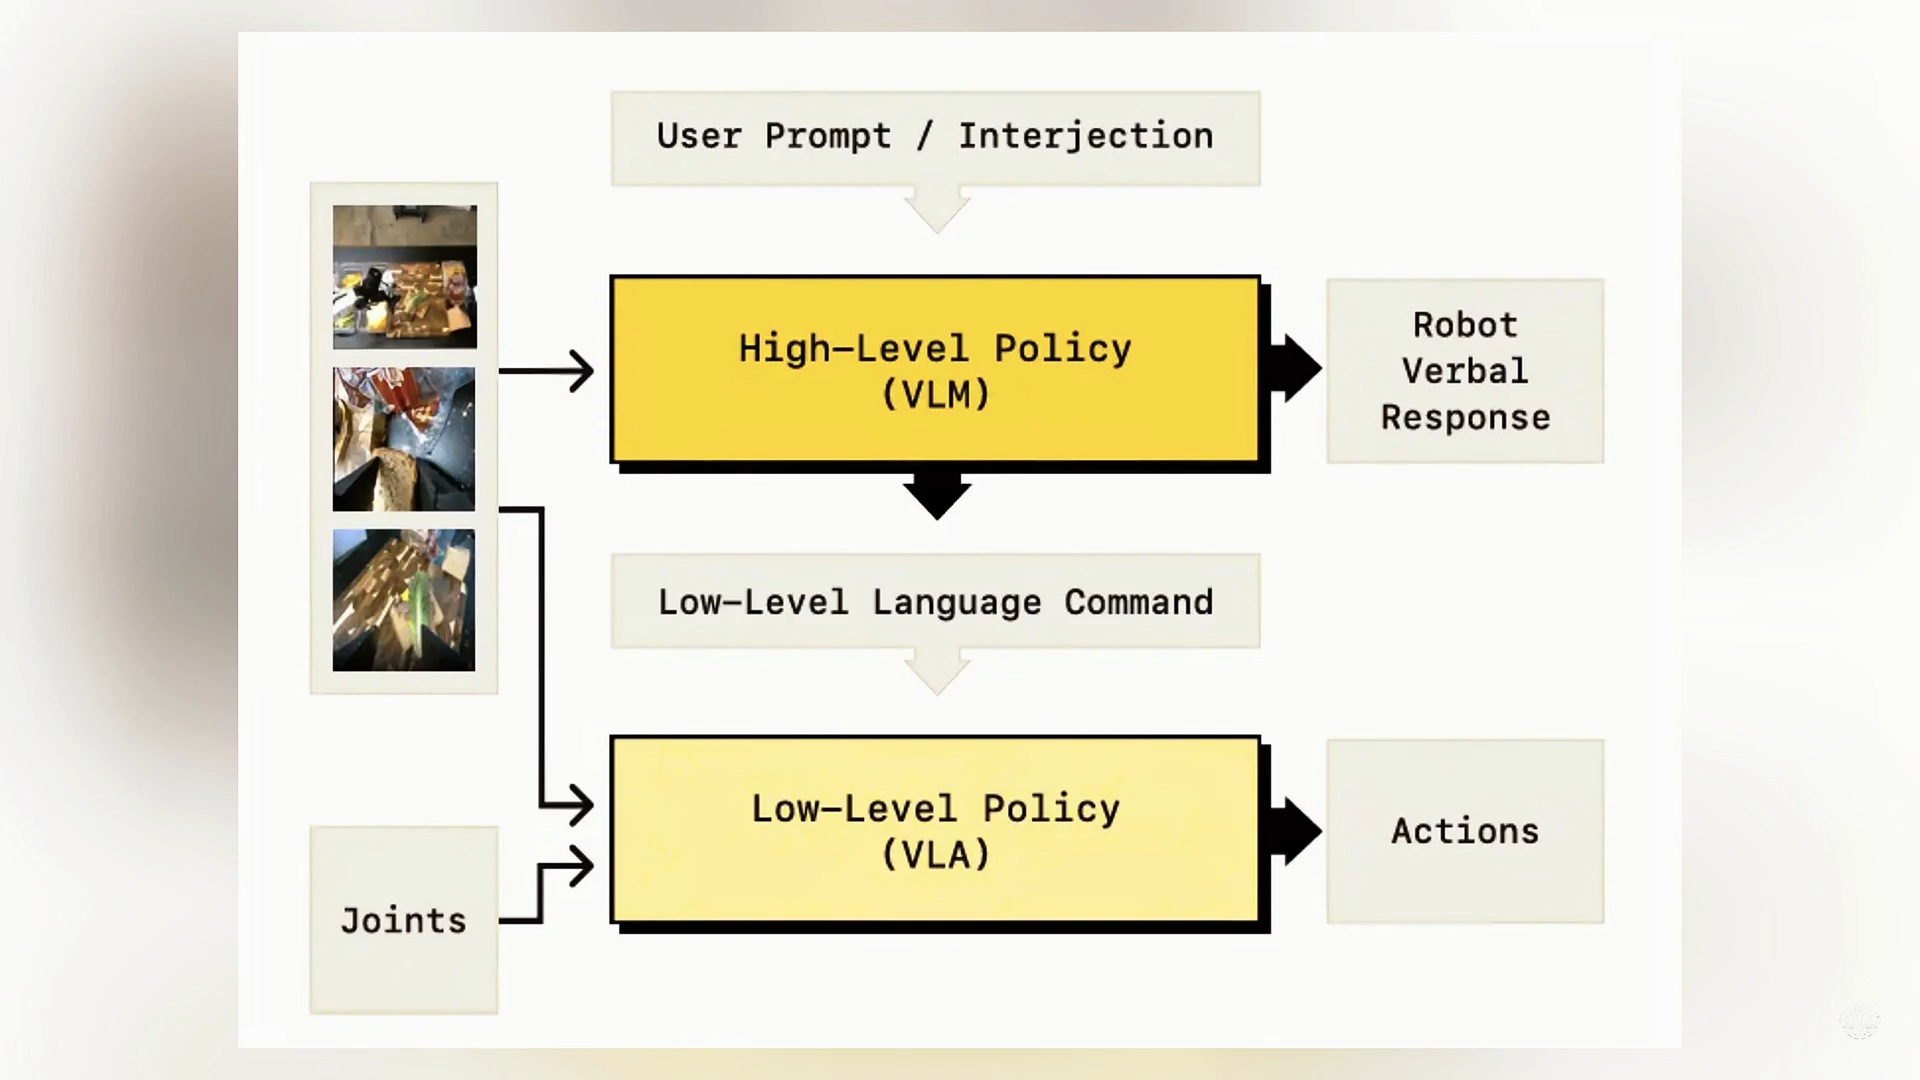 User Prompt / Interjection
High-Level Policy
(VLM)
Robot
Verbal
Response
Low-Level Language Command
Low-Level Policy
(VLA)
Actions
Joints